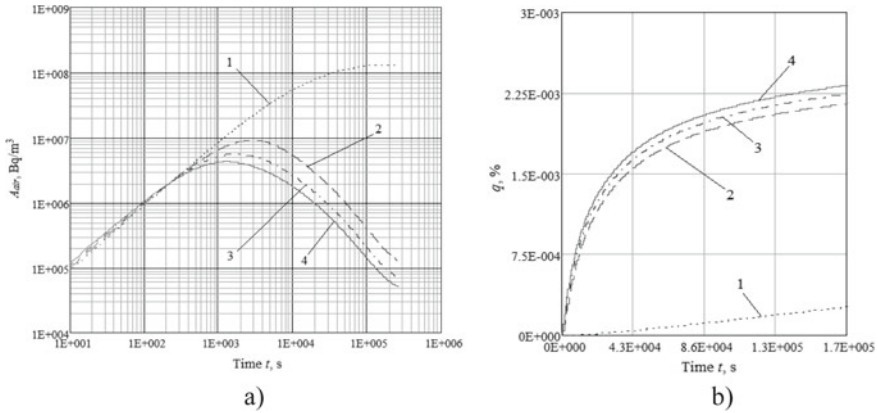 1E+009
1E+008
1E+007
1E+006
1E+005
1E+004
Aair, Bq/m³
1
2
3
4
1E+001
1E+002
1E+003
1E+004
1E+005
1E+006
Time t, s
a)
3E-003
2.25E-003
1.5E-003
7.5E-004
0E+000
q, %
4
3
2
1
0E+000
4.3E+004
8.6E+004
1.3E+005
1.7E+005
Time t, s
b)